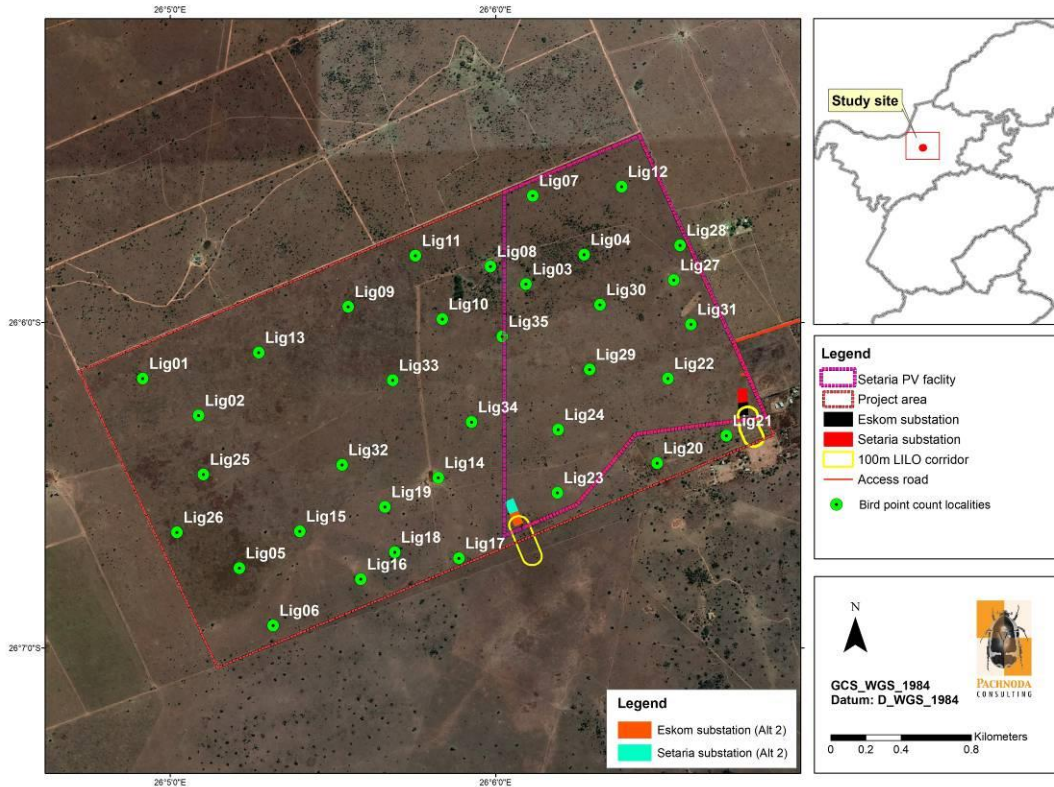 26°5'0"E
26°6'0"E
Lig12
Lig07
Lig28
Lig11
Lig08
Lig04
Lig27
Lig03
Lig30
Lig09
Lig10
Lig31
26°6'0"S
Lig35
Lig13
Lig29
Lig01
Lig33
Lig22
Lig02
Lig34
Lig24
Lig21
Lig32
Lig20
Lig25
Lig14
Lig23
Lig19
Lig26
Lig15
Lig18
Lig17
Lig05
Lig16
Lig06
26°7'0"S
Legend
Eskom substation (Alt 2)
Setaria substation (Alt 2)
26°5'0"E
26°6'0"E
Study site
Legend
Setaria PV faclity
Project area
Eskom substation
Setaria substation
100m LILO corridor
Access road
Bird point count localities
N
PACHNODA
CONSULTING
GCS_WGS_1984
Datum: D_WGS_1984
Kilometers
0 0.2 0.4 0.8